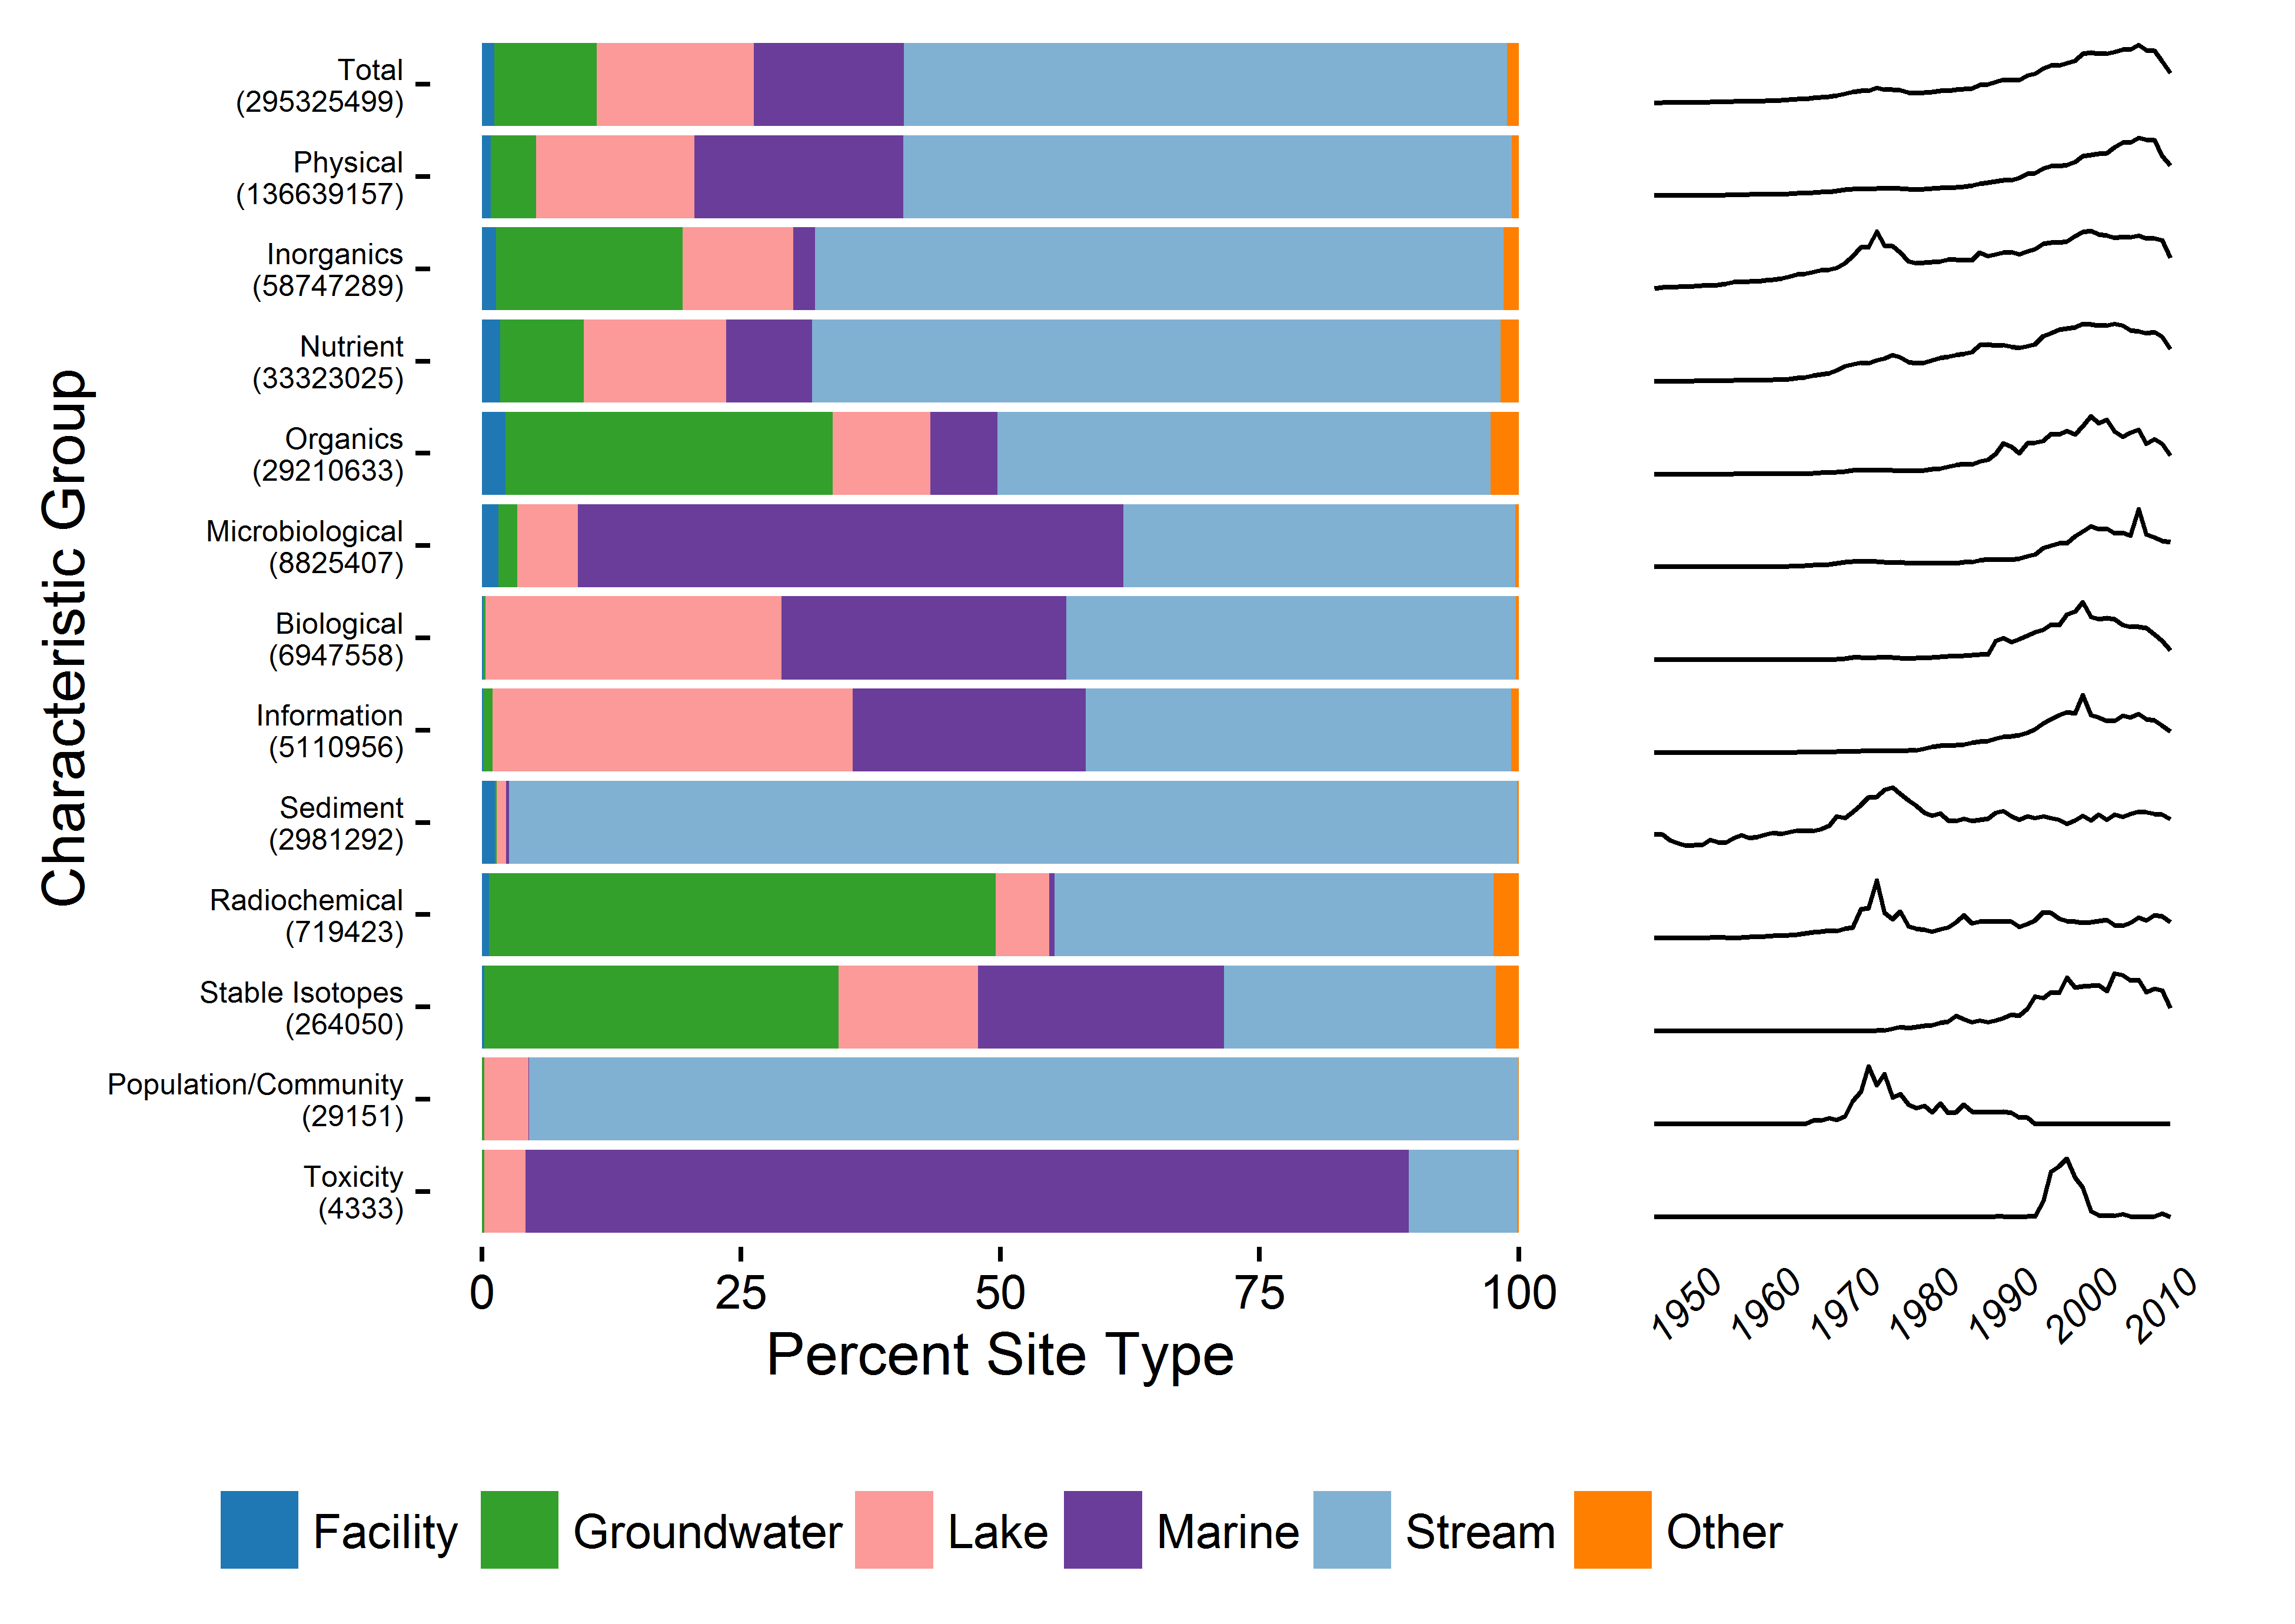 Characteristic Group
Total
(295325499)
Physical
(136639157)
Inorganics
(58747289)
Nutrient
(33323025)
Organics
(29210633)
Microbiological
(8825407)
Biological
(6947558)
Information
(5110956)
Sediment
(2981292)
Radiochemical
(719423)
Stable Isotopes
(264050)
Population/Community
(29151)
Toxicity
(4333)
0 25 50 75 100
Percent Site Type
1950 1960 1970 1980 1990 2000 2010
Facility Groundwater Lake Marine Stream Other